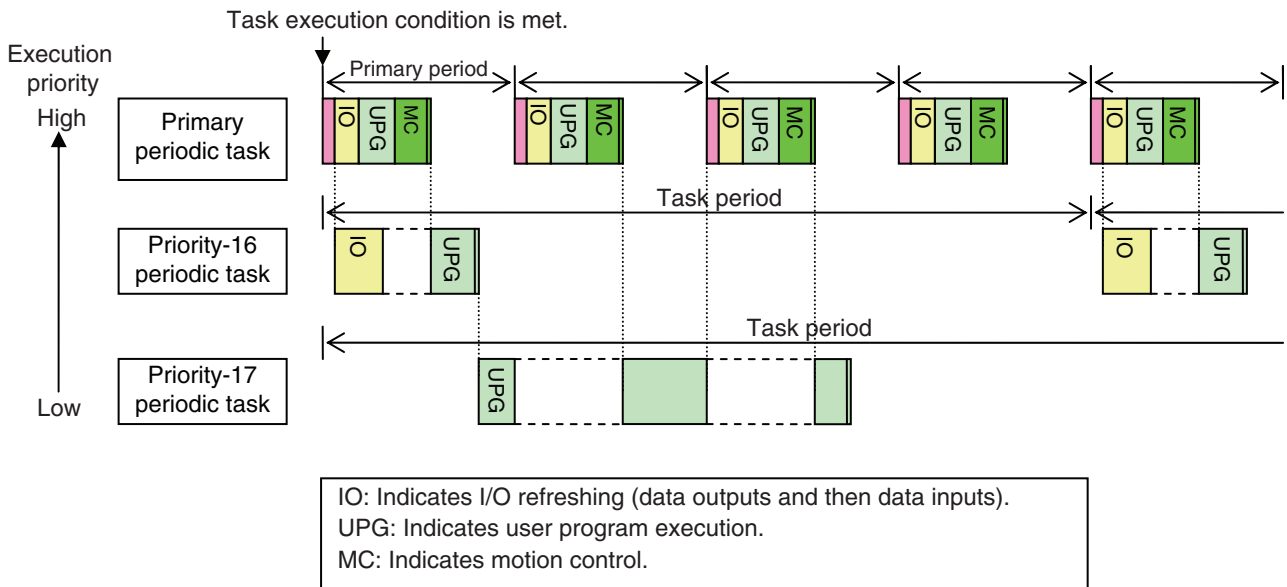 Task execution condition is met.
Execution
priority
High
Primary period
Primary
periodic task
IO
UPG
MC
IO
UPG
MC
IO
UPG
MC
IO
UPG
MC
IO
UPG
MC
Task period
Priority-16
periodic task
IO
UPG
IO
UPG
Task period
Priority-17
periodic task
UPG
Low
IO: Indicates I/O refreshing (data outputs and then data inputs).
UPG: Indicates user program execution.
MC: Indicates motion control.